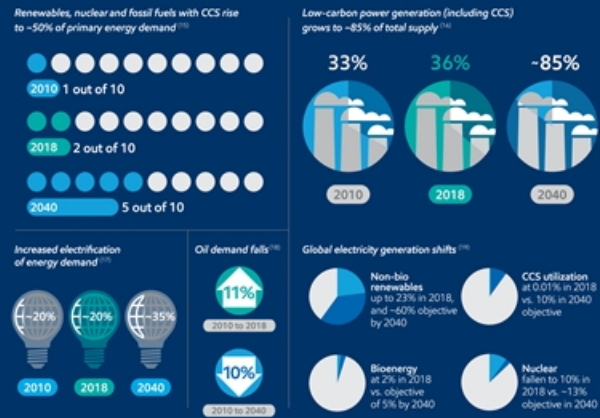 Renewables, nuclear and fossil fuels with CCS rise
to ~50% of primary energy demand (15)
2010 1 out of 10
2018 2 out of 10
2040 5 out of 10
Low-carbon power generation (including CCS)
grows to ~85% of total supply (16)
33% 36% ~85%
2010 2018 2040
Increased electrification
of energy demand (17)
~20% ~20% ~35%
2010 2018 2040
Oil demand falls (18)
11%
2010 to 2018
10%
2010 to 2040
Global electricity generation shifts (19)
Non-bio
renewables
up to 23% in 2018,
and ~60% objective
by 2040
CCS utilization
at 0.01% in 2018
vs. 10% in 2040
objective
Bioenergy
at 2% in 2018
vs. objective
of 5% by 2040
Nuclear
fallen to 10% in
2018 vs. ~13%
objective in 2040